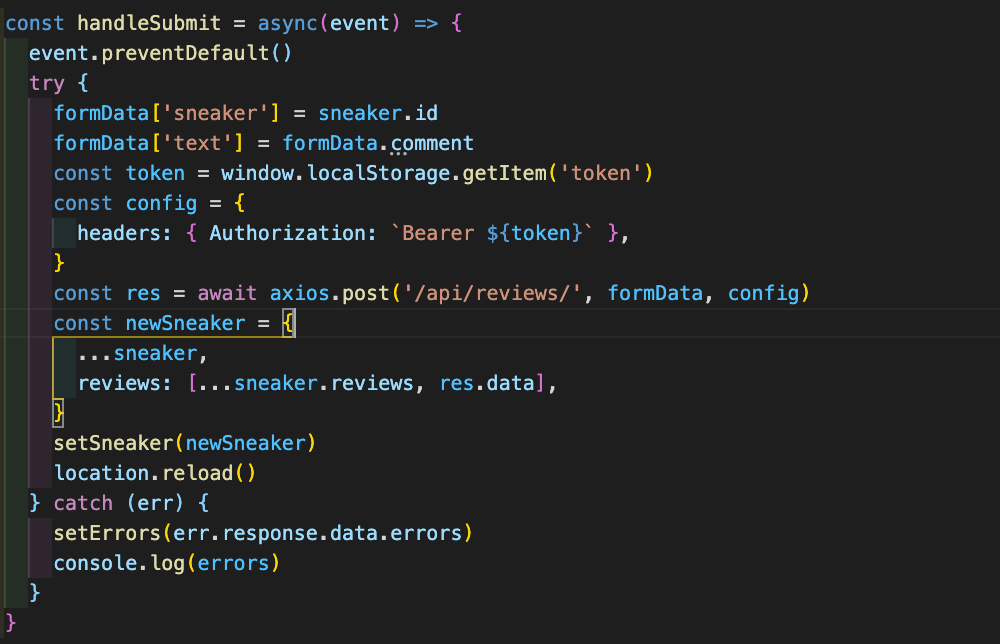 const handleSubmit = async(event) => {
  event.preventDefault()
  try {
    formData['sneaker'] = sneaker.id
    formData['text'] = formData.comment
    const token = window.localStorage.getItem('token')
    const config = {
      headers: { Authorization: `Bearer ${token}` },
    }
    const res = await axios.post('/api/reviews/', formData, config)
    const newSneaker = {
      ...sneaker,
      reviews: [...sneaker.reviews, res.data],
    }
    setSneaker(newSneaker)
    location.reload()
  } catch (err) {
    setErrors(err.response.data.errors)
    console.log(errors)
  }
}